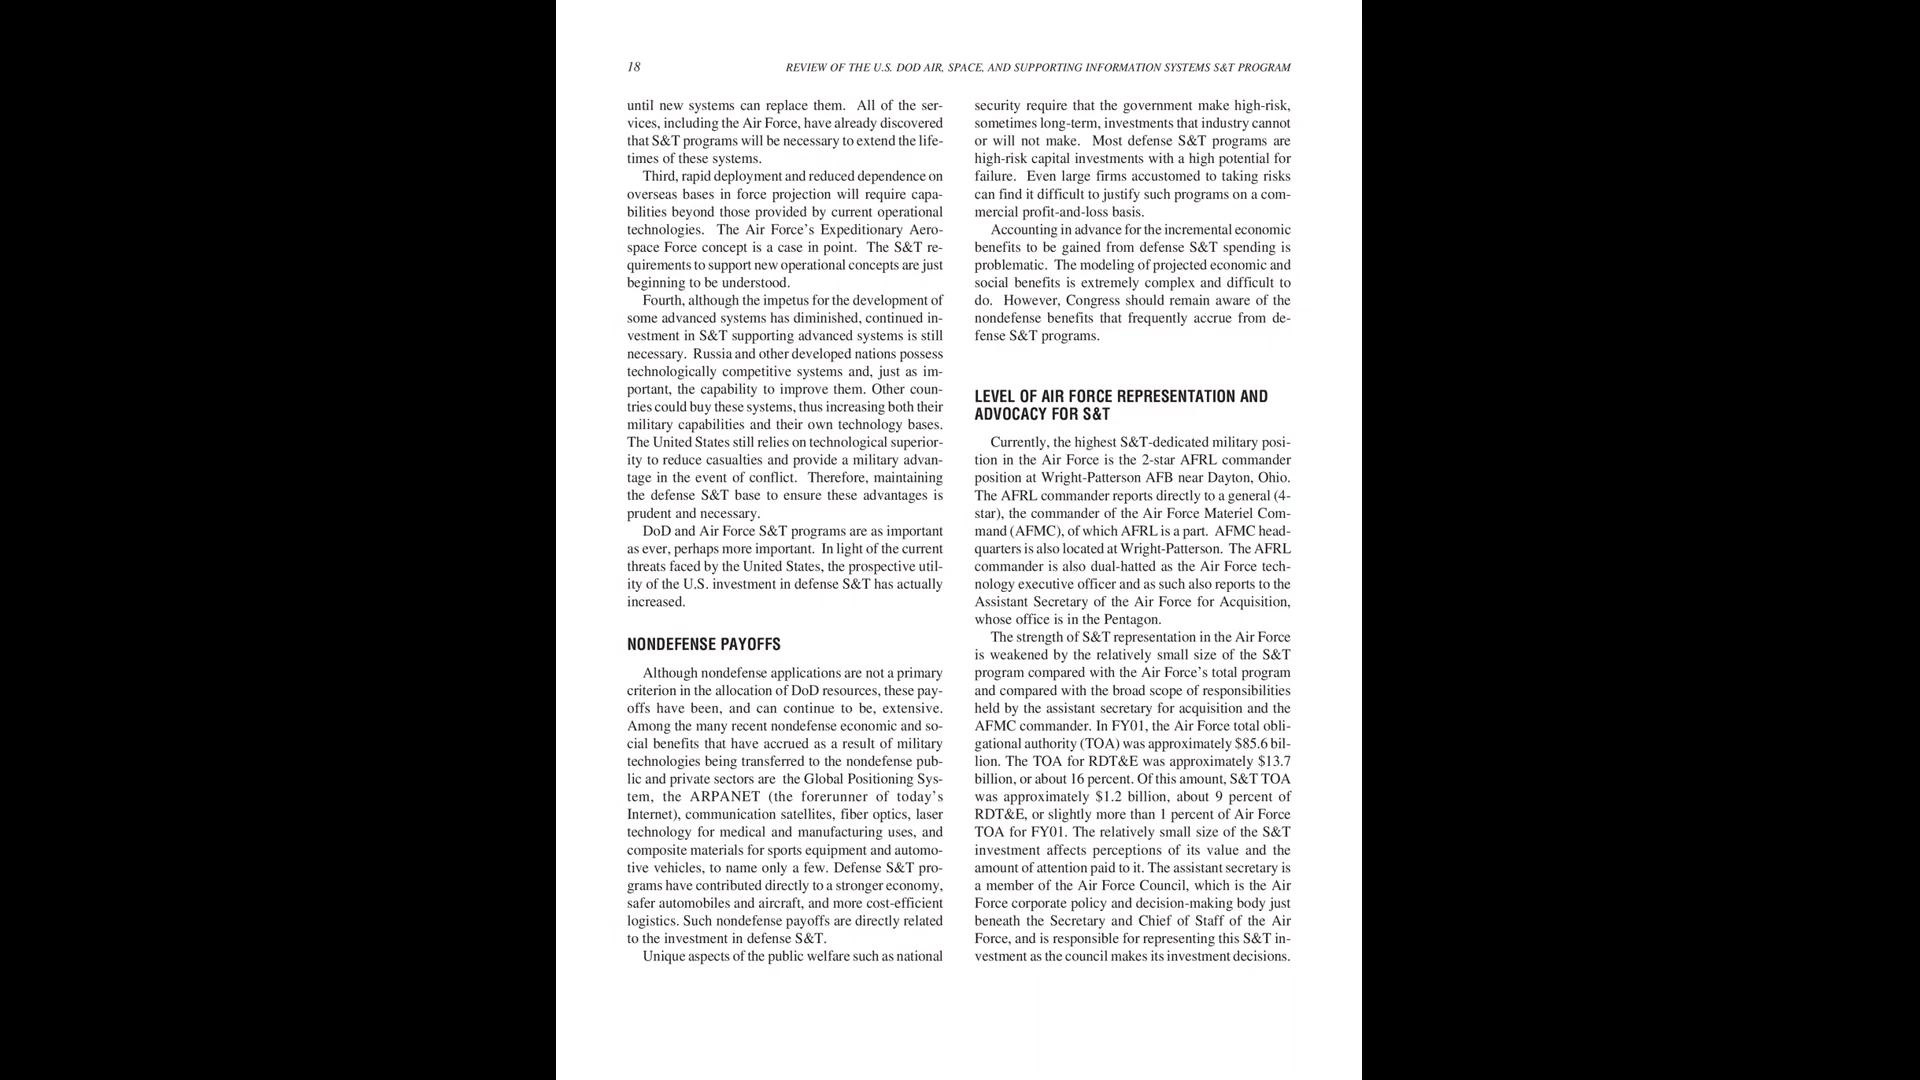 18
REVIEW OF THE U.S. DOD AIR, SPACE, AND SUPPORTING INFORMATION SYSTEMS S&T PROGRAM
until new systems can replace them. All of the ser-
vices, including the Air Force, have already discovered
that S&T programs will be necessary to extend the life-
times of these systems.
Third, rapid deployment and reduced dependence on
overseas bases in force projection will require capa-
bilities beyond those provided by current operational
technologies. The Air Force's Expeditionary Aero-
space Force concept is a case in point. The S&T re-
quirements to support new operational concepts are just
beginning to be understood.
Fourth, although the impetus for the development of
some advanced systems has diminished, continued in-
vestment in S&T supporting advanced systems is still
necessary. Russia and other developed nations possess
technologically competitive systems and, just as im-
portant, the capability to improve them. Other coun-
tries could buy these systems, thus increasing both their
military capabilities and their own technology bases.
The United States still relies on technological superior-
ity to reduce casualties and provide a military advan-
tage in the event of conflict. Therefore, maintaining
the defense S&T base to ensure these advantages is
prudent and necessary.
DoD and Air Force S&T programs are as important
as ever, perhaps more important. In light of the current
threats faced by the United States, the prospective util-
ity of the U.S. investment in defense S&T has actually
increased.
NONDEFENSE PAYOFFS
Although nondefense applications are not a primary
criterion in the allocation of DoD resources, these pay-
offs have been, and can continue to be, extensive.
Among the many recent nondefense economic and so-
cial benefits that have accrued as a result of military
technologies being transferred to the nondefense pub-
lic and private sectors are the Global Positioning Sys-
tem, the ARPANET (the forerunner of today's
Internet), communication satellites, fiber optics, laser
technology for medical and manufacturing uses, and
composite materials for sports equipment and automo-
tive vehicles, to name only a few. Defense S&T pro-
grams have contributed directly to a stronger economy,
safer automobiles and aircraft, and more cost-efficient
logistics. Such nondefense payoffs are directly related
to the investment in defense S&T.
Unique aspects of the public welfare such as national
security require that the government make high-risk,
sometimes long-term, investments that industry cannot
or will not make. Most defense S&T programs are
high-risk capital investments with a high potential for
failure. Even large firms accustomed to taking risks
can find it difficult to justify such programs on a com-
mercial profit-and-loss basis.
Accounting in advance for the incremental economic
benefits to be gained from defense S&T spending is
problematic. The modeling of projected economic and
social benefits is extremely complex and difficult to
do. However, Congress should remain aware of the
nondefense benefits that frequently accrue from de-
fense S&T programs.
LEVEL OF AIR FORCE REPRESENTATION AND
ADVOCACY FOR S&T
Currently, the highest S&T-dedicated military posi-
tion in the Air Force is the 2-star AFRL commander
position at Wright-Patterson AFB near Dayton, Ohio.
The AFRL commander reports directly to a general (4-
star), the commander of the Air Force Materiel Com-
mand (AFMC), of which AFRL is a part. AFMC head-
quarters is also located at Wright-Patterson. The AFRL
commander is also dual-hatted as the Air Force tech-
nology executive officer and as such also reports to the
Assistant Secretary of the Air Force for Acquisition,
whose office is in the Pentagon.
The strength of S&T representation in the Air Force
is weakened by the relatively small size of the S&T
program compared with the Air Force's total program
and compared with the broad scope of responsibilities
held by the assistant secretary for acquisition and the
AFMC commander. In FY01, the Air Force total obli-
gational authority (TOA) was approximately $85.6 bil-
lion. The TOA for RDT&E was approximately $13.7
billion, or about 16 percent. Of this amount, S&T TOA
was approximately $1.2 billion, about 9 percent of
RDT&E, or slightly more than 1 percent of Air Force
TOA for FY01. The relatively small size of the S&T
investment affects perceptions of its value and the
amount of attention paid to it. The assistant secretary is
a member of the Air Force Council, which is the Air
Force corporate policy and decision-making body just
beneath the Secretary and Chief of Staff of the Air
Force, and is responsible for representing this S&T in-
vestment as the council makes its investment decisions.